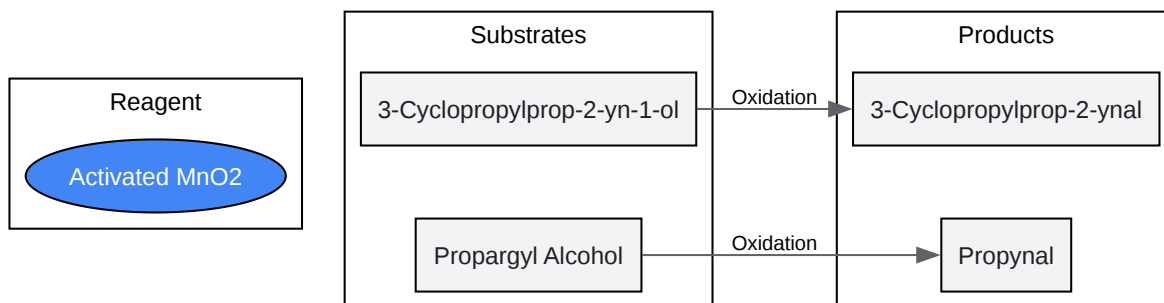 Substrates
Products
Reagent
3-Cyclopropylprop-2-yn-1-ol
Oxidation
3-Cyclopropylprop-2-ynal
Activated MnO2
Propargyl Alcohol
Oxidation
Propynal